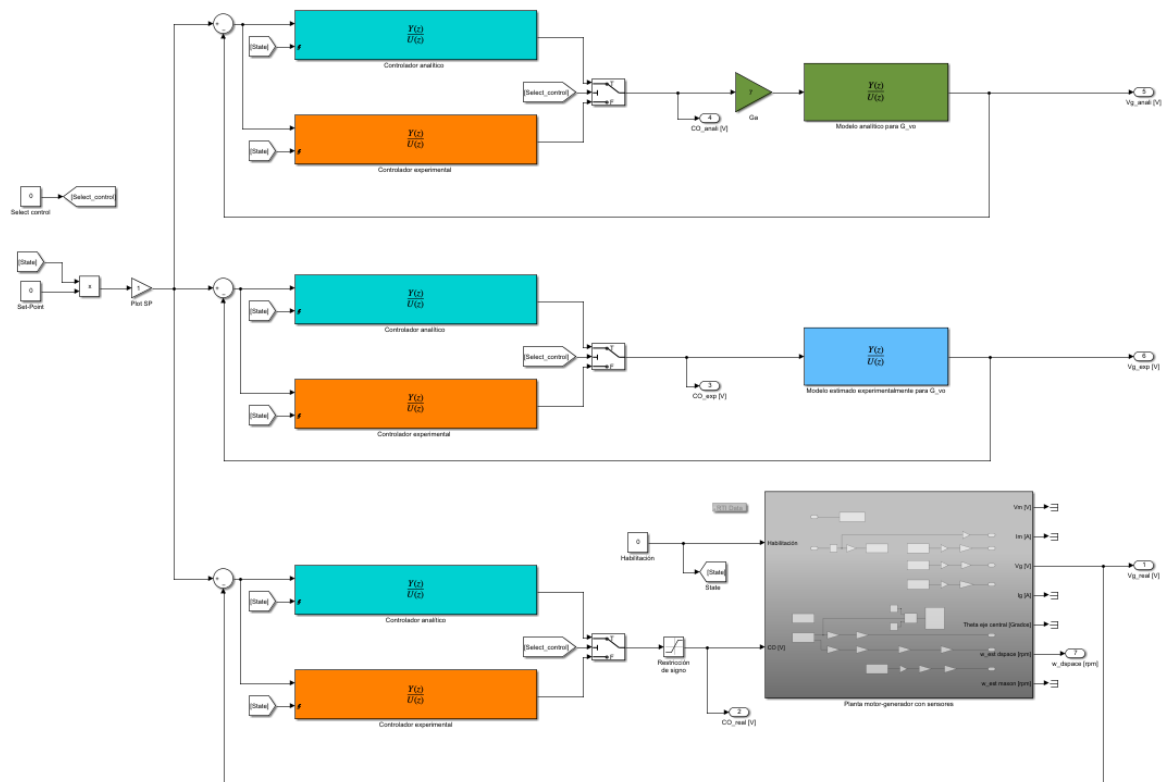 Y(z)
U(z)
Controlador analítico
[State]
[Select_control]
T
F
Y(z)
U(z)
Controlador experimental
[State]
CO_anali [V]
4
7
Ga
Y(z)
U(z)
Modelo analítico para G_vo
5
Vg_anali [V]
0
Select control
[Select_control]
[State]
0
Set-Point
x
1
Plot SP
Y(z)
U(z)
Controlador analítico
[State]
[Select_control]
T
F
Y(z)
U(z)
Controlador experimental
[State]
3
CO_exp [V]
Y(z)
U(z)
Modelo estimado experimentalmente para G_vo
6
Vg_exp [V]
0
Habilitación
[State]
State
Y(z)
U(z)
Controlador analítico
[State]
[Select_control]
T
F
Y(z)
U(z)
Controlador experimental
[State]
Restricción
de signo
2
CO_real [V]
Habilitación
CO [V]
Vm [V]
Im [A]
Vg [V]
Ig [A]
Theta eje central [Grados]
w_est dspace [rpm]
w_est maxon [rpm]
Planta motor-generador con sensores
1
Vg_real [V]
7
w_dspace [rpm]